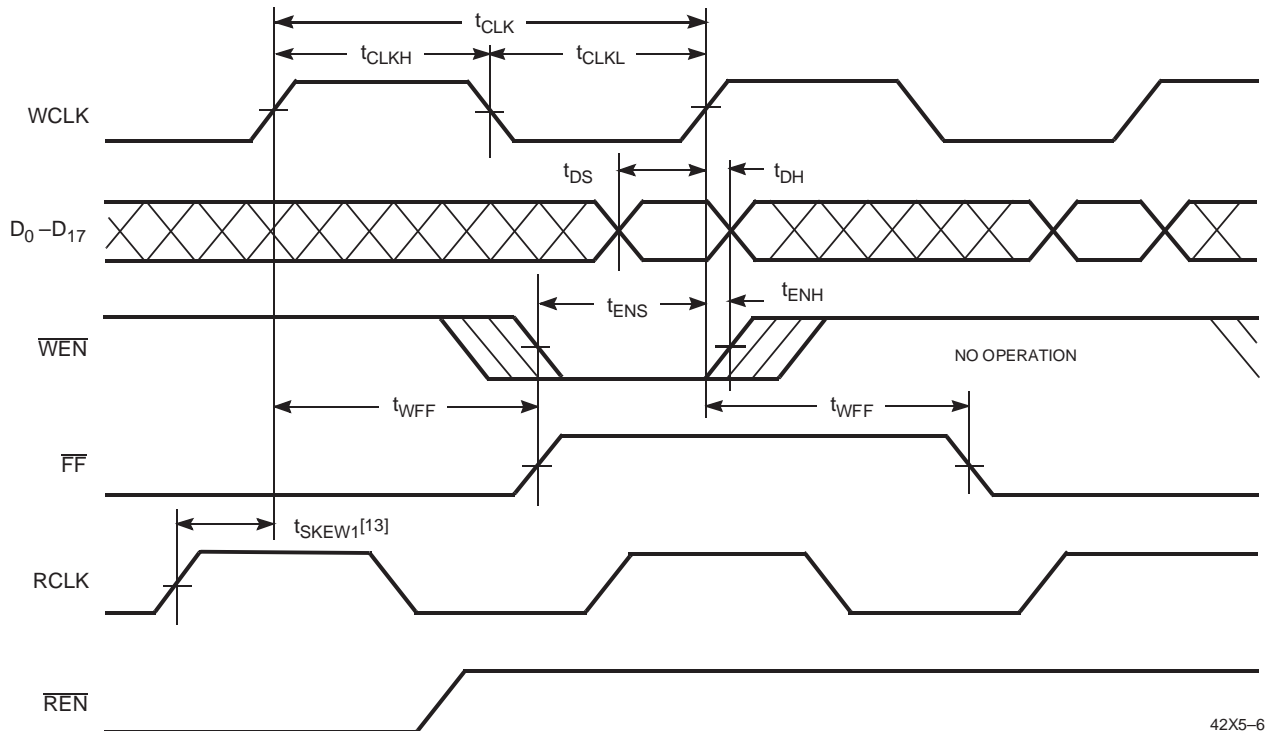 tCLK
tCLKH
tCLKL
WCLK
tDS
tDH
D0 –D17
tENS
tENH
WEN
NO OPERATION
tWFF
tWFF
FF
tSKEW1[13]
RCLK
REN
42X5–6